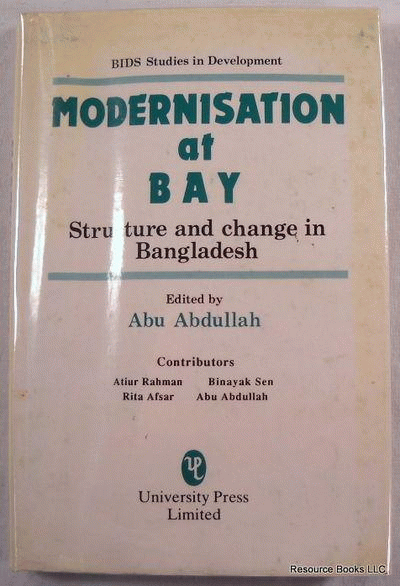 BIDS Studies in Development
MODERNISATION
at
BAY
Structure and change in
Bangladesh
Edited by
Abu Abdullah
Contributors
Atiur Rahman Binayak Sen
Rita Afsar Abu Abdullah
University Press
Limited
Resource Books LLC